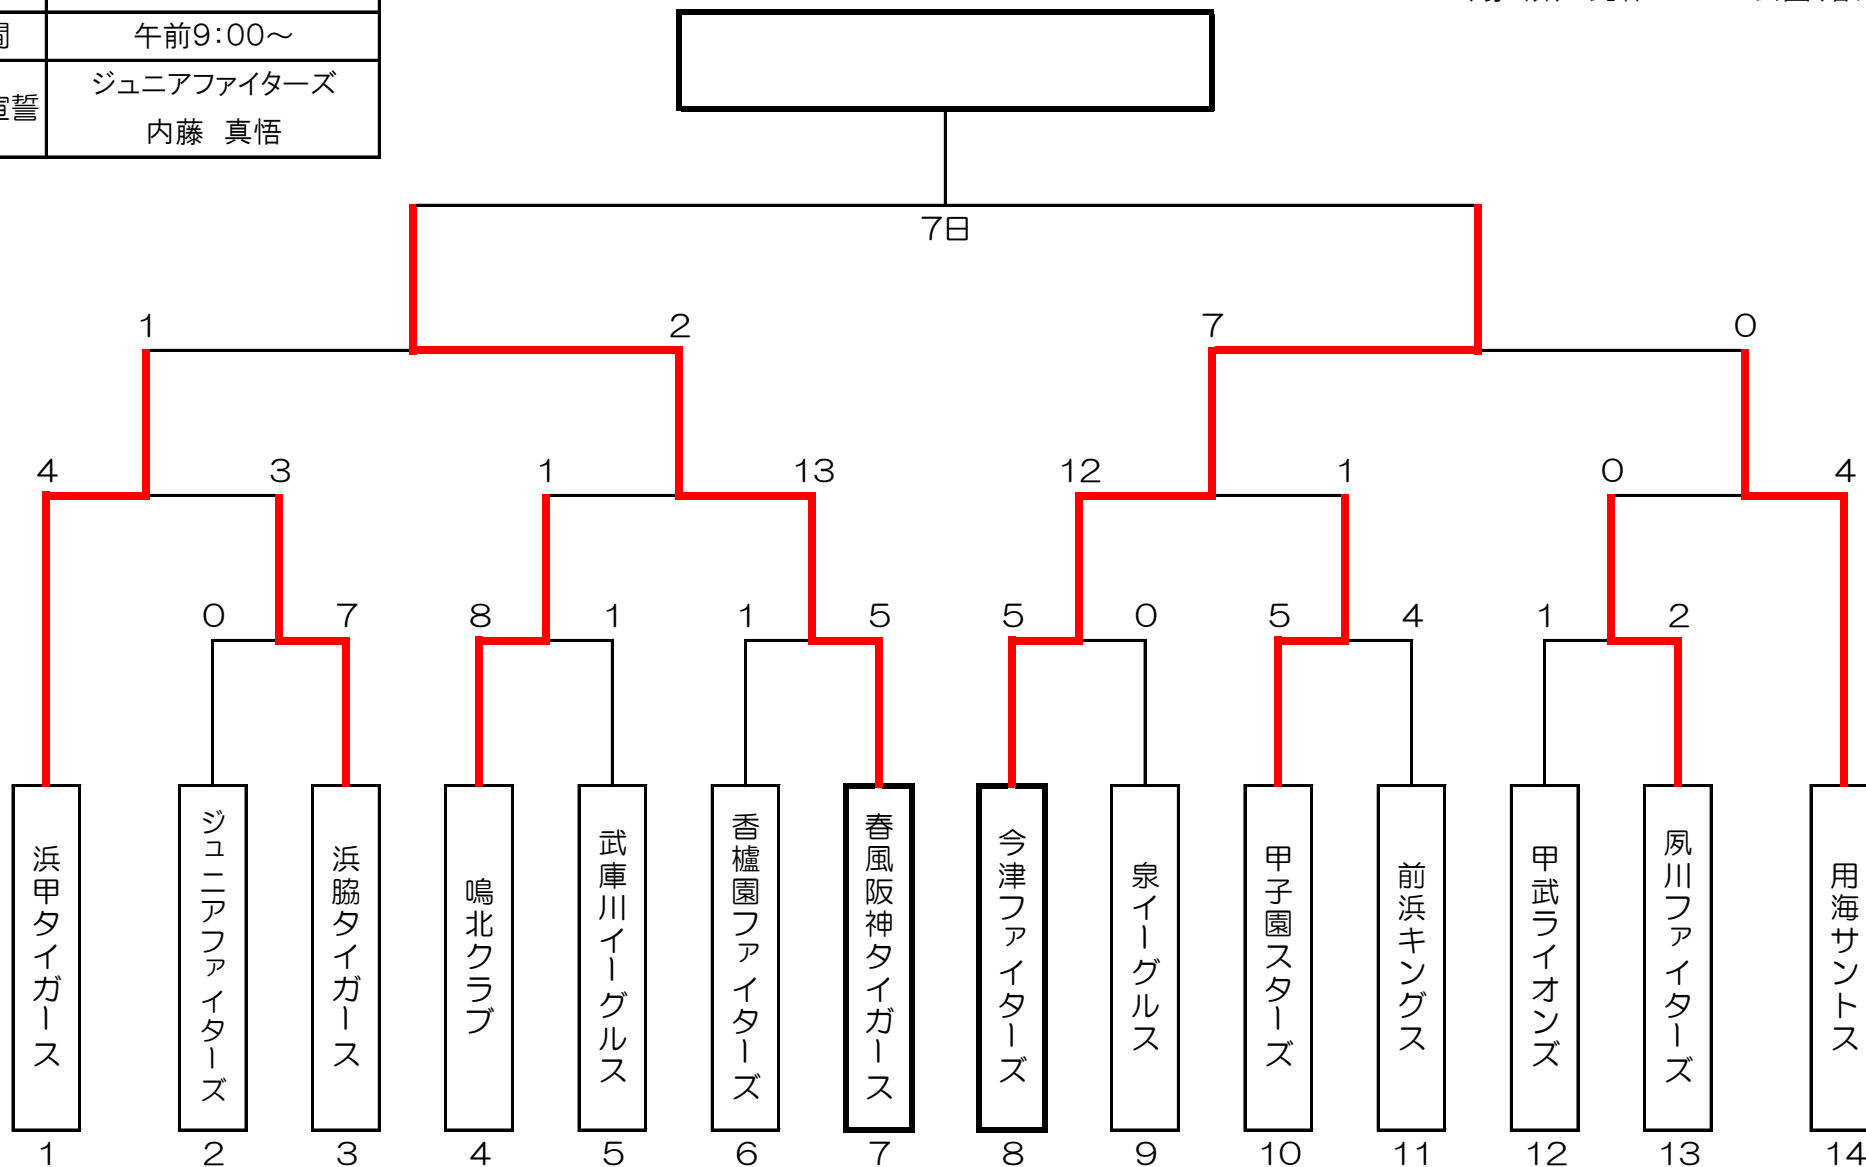 午前9:00～
ジュニアファイターズ
宣誓
内藤 真悟
7日
1 2 7 0
4 3 1 13 12 1 0 4
0 7 8 1 1 5 5 0 5 4 1 2
浜甲タイガース
ジュニアファイターズ
浜脇タイガース
鳴北クラブ
武庫川イーグルス
香櫨園ファイターズ
春風阪神タイガース
今津ファイターズ
泉イーグルス
甲子園スターズ
前浜キングス
甲武ライオンズ
夙川ファイターズ
用海サントス
1 2 3 4 5 6 7 8 9 10 11 12 13 14